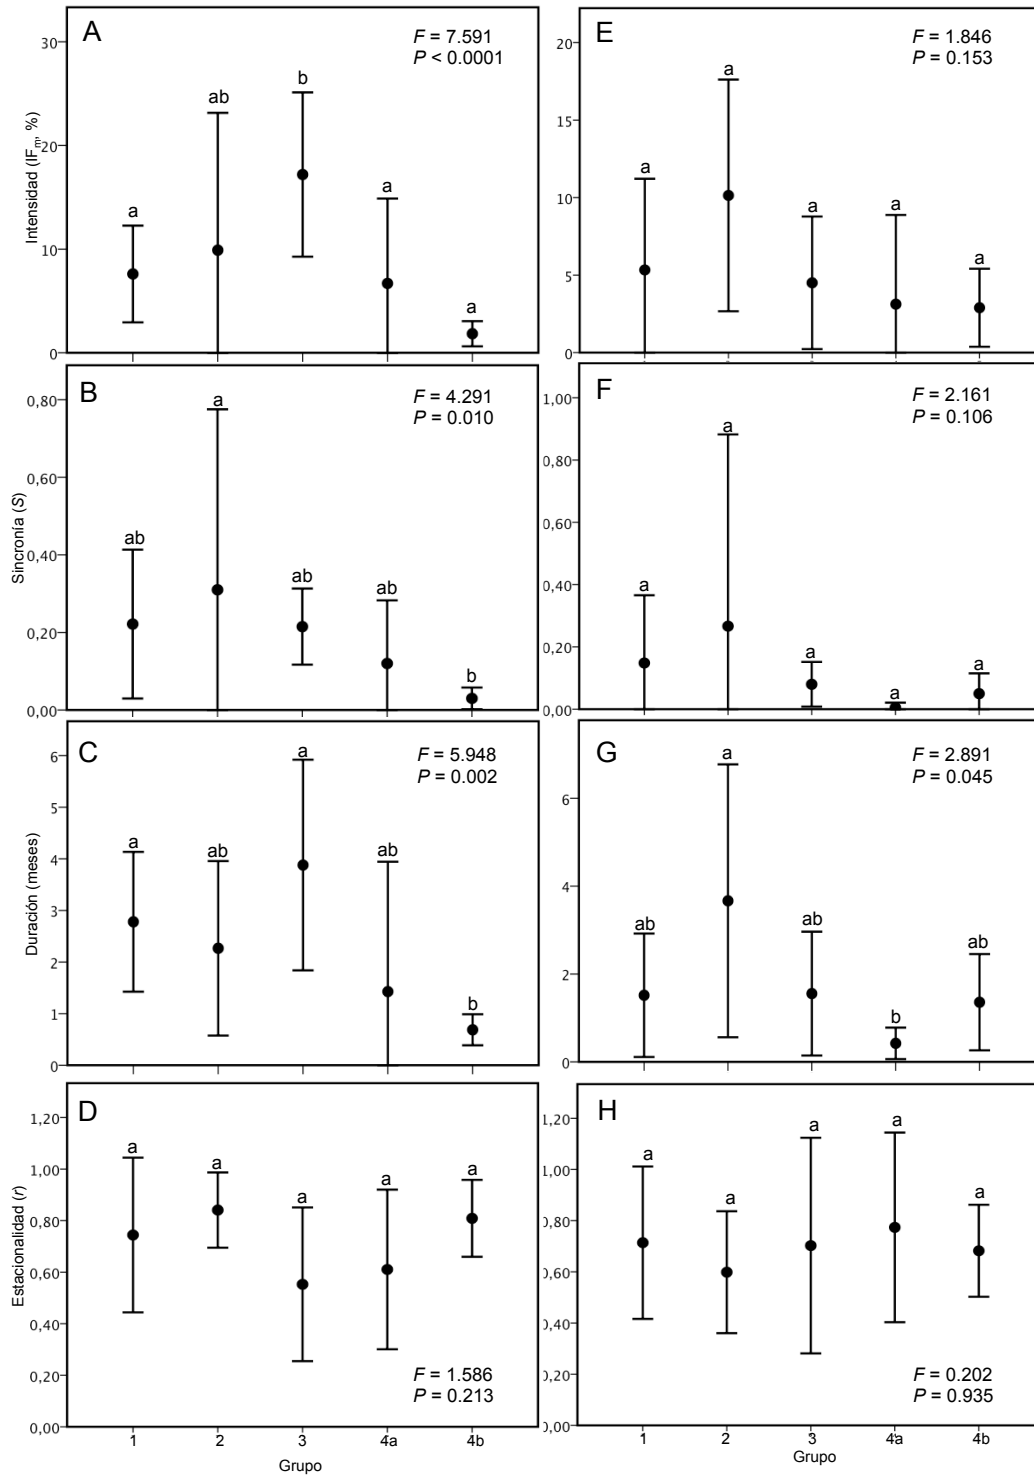 A
F = 7.591
P < 0.0001
Intensidad (IFm, %)
30
20
10
0
a
ab
b
a
a
E
F = 1.846
P = 0.153
20
15
10
5
0
a
a
a
a
a
B
F = 4.291
P = 0.010
Sincronía (S)
0,80
0,60
0,40
0,20
0,00
ab
a
ab
ab
b
F
F = 2.161
P = 0.106
1,00
0,80
0,60
0,40
0,20
0,00
a
a
a
a
a
C
F = 5.948
P = 0.002
Duración (meses)
6
5
4
3
2
1
0
a
ab
a
ab
b
G
F = 2.891
P = 0.045
6
4
2
0
ab
a
ab
b
ab
D
Estacionalidad (r)
1,20
1,00
0,80
0,60
0,40
0,20
0,00
a
a
a
a
a
F = 1.586
P = 0.213
1 2 3 4a 4b
Grupo
H
1,20
1,00
0,80
0,60
0,40
0,20
0,00
a
a
a
a
a
F = 0.202
P = 0.935
1 2 3 4a 4b
Grupo